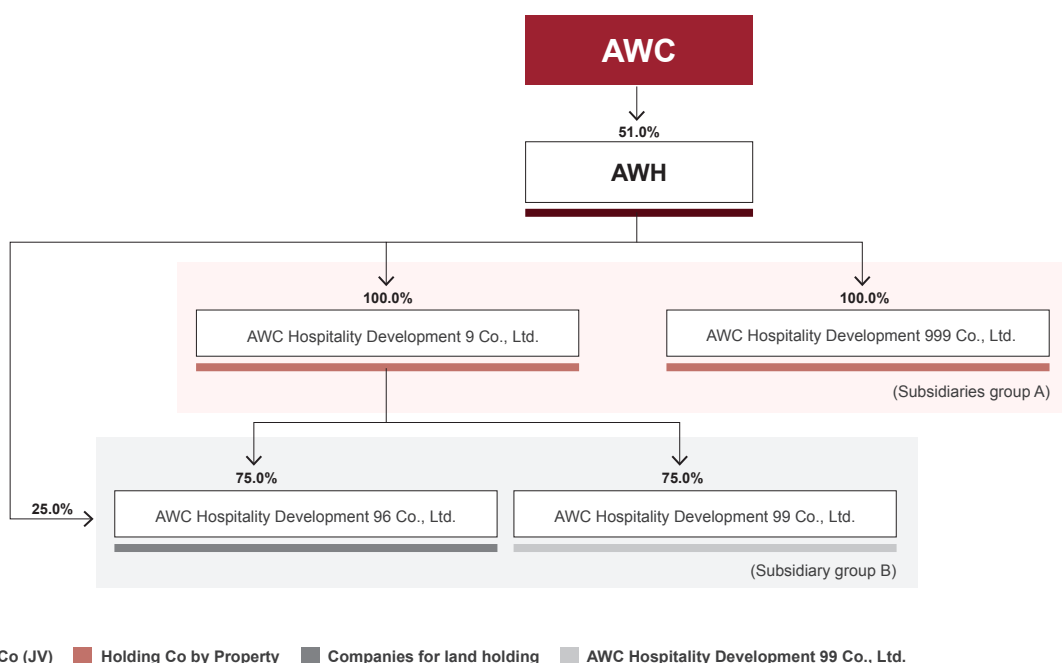 AWC
51.0%
AWH
100.0%
100.0%
AWC Hospitality Development 9 Co., Ltd.
AWC Hospitality Development 999 Co., Ltd.
(Subsidiaries group A)
75.0%
75.0%
25.0%
AWC Hospitality Development 96 Co., Ltd.
AWC Hospitality Development 99 Co., Ltd.
(Subsidiary group B)
Co (JV) Holding Co by Property Companies for land holding AWC Hospitality Development 99 Co., Ltd.